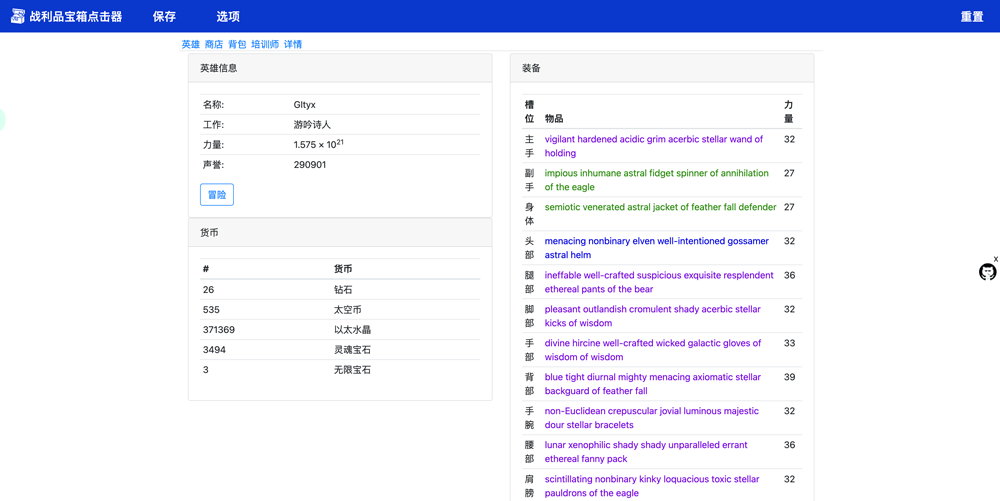 战利品宝箱点击器 保存 选项 重置
英雄 商店 背包 培训师 详情
英雄信息
名称: Gltyx
工作: 游吟诗人
力量: 1.575 × 10²¹
声誉: 290901
冒险
货币
# 货币
26 钻石
535 太空币
371369 以太水晶
3494 灵魂宝石
3 无限宝石
装备
槽位 物品 力量
主手 vigilant hardened acidic grim acerbic stellar wand of 32
holding
副手 impious inhumane astral fidget spinner of annihilation 27
of the eagle
身体 semiotic venerated astral jacket of feather fall defender 27
头部 menacing nonbinary elven well-intentioned gossamer 32
astral helm
腿部 ineffable well-crafted suspicious exquisite resplendent 36
ethereal pants of the bear
脚部 pleasant outlandish cromulent shady acerbic stellar 32
kicks of wisdom
手部 divine hircine well-crafted wicked galactic gloves of 33
wisdom of wisdom
背部 blue tight diurnal mighty menacing axiomatic stellar 39
backguard of feather fall
手腕 non-Euclidean crepuscular jovial luminous majestic 32
dour stellar bracelets
腰部 lunar xenophilic shady shady unparalleled errant 36
ethereal fanny pack
肩膀 scintillating nonbinary kinky loquacious toxic stellar 32
pauldrons of the eagle
x